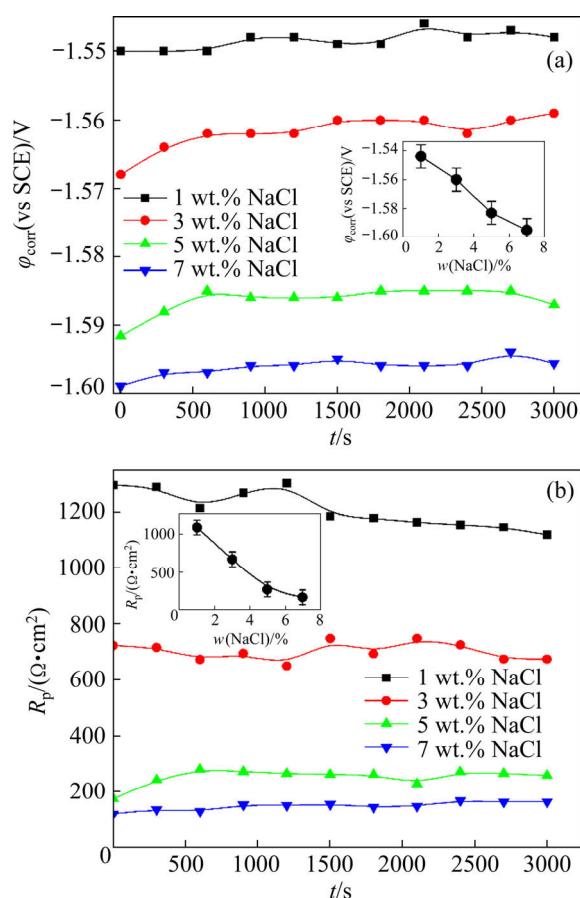 (a)
−1.55
−1.56
−1.57
−1.58
−1.59
−1.60
φcorr(vs SCE)/V
1 wt.% NaCl
3 wt.% NaCl
5 wt.% NaCl
7 wt.% NaCl
φcorr(vs SCE)/V
−1.54
−1.56
−1.58
−1.60
0 2 4 6 8
w(NaCl)/%
0 500 1000 1500 2000 2500 3000
t/s
(b)
1200
1000
800
600
400
200
0
Rp/(Ω•cm2)
Rp/(Ω•cm2)
1000
500
0
0 2 4 6 8
w(NaCl)/%
1 wt.% NaCl
3 wt.% NaCl
5 wt.% NaCl
7 wt.% NaCl
500 1000 1500 2000 2500 3000
t/s